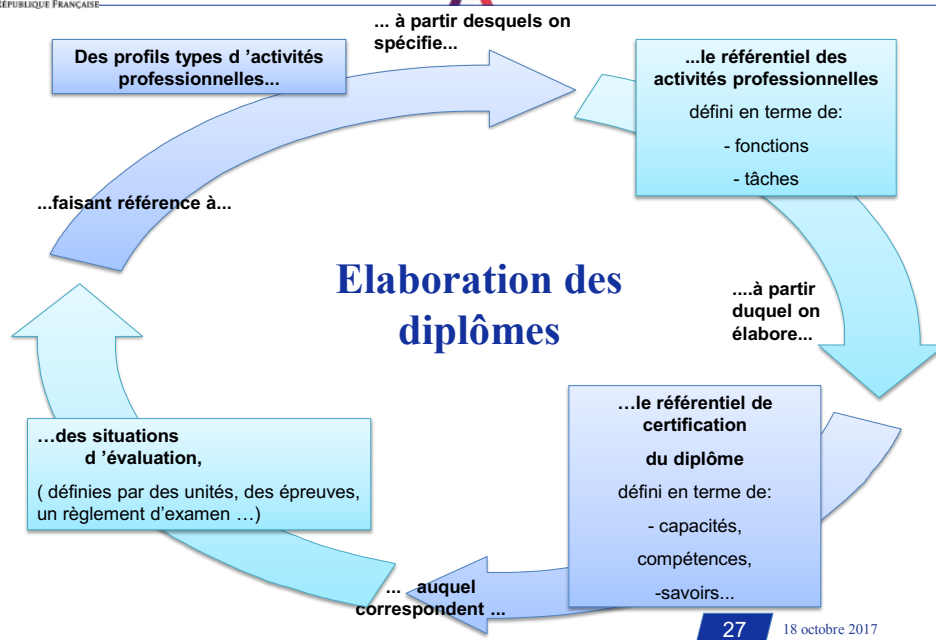 RÉPUBLIQUE FRANÇAISE
... à partir desquels on
spécifie...
Des profils types d ’activités
professionnelles...
...le référentiel des
activités professionnelles
défini en terme de:
- fonctions
- tâches
...faisant référence à...
Elaboration des
diplômes
....à partir
duquel on
élabore...
…le référentiel de
certification
du diplôme
défini en terme de:
- capacités,
compétences,
-savoirs...
…des situations
d ’évaluation,
( définies par des unités, des épreuves,
un règlement d’examen …)
... auquel
correspondent ...
27
18 octobre 2017